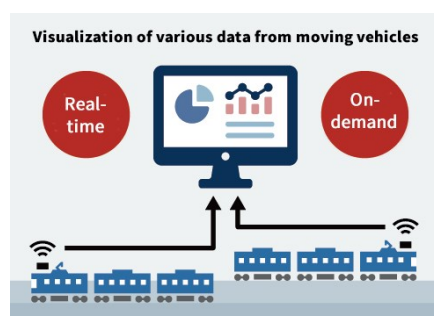 Visualization of various data from moving vehicles
Real-
time
On-
demand